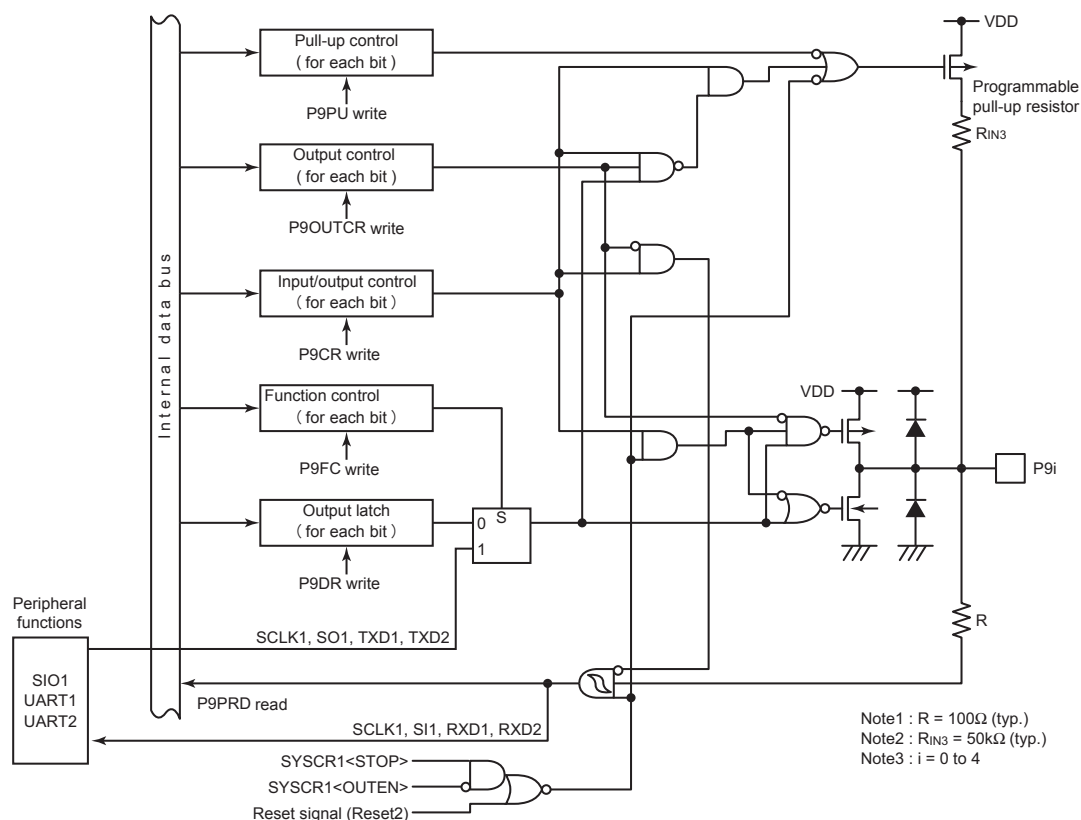 VDD
Pull-up control
( for each bit )
P9PU write
Programmable
pull-up resistor
RIN3
Output control
( for each bit )
P9OUTCR write
Internal data bus
Input/output control
( for each bit )
P9CR write
Function control
(for each bit )
P9FC write
VDD
P9i
Output latch
(for each bit )
P9DR write
0
S
1
Peripheral
functions
SCLK1, SO1, TXD1, TXD2
R
SIO1
UART1
UART2
P9PRD read
SCLK1, SI1, RXD1, RXD2
Note1 : R = 100Ω (typ.)
Note2 : RIN3 = 50kΩ (typ.)
Note3 : i = 0 to 4
SYSCR1<STOP>
SYSCR1<OUTEN>
Reset signal (Reset2)